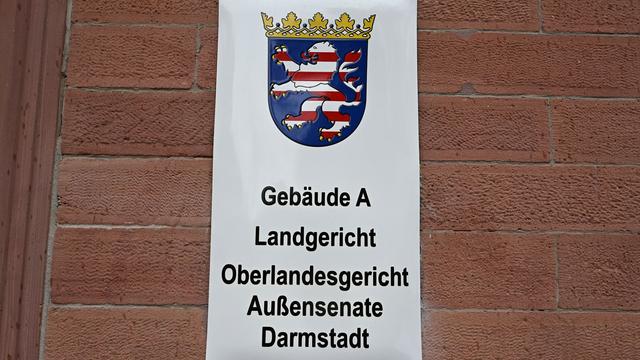 Gebäude A
Landgericht
Oberlandesgericht
Außensenate
Darmstadt